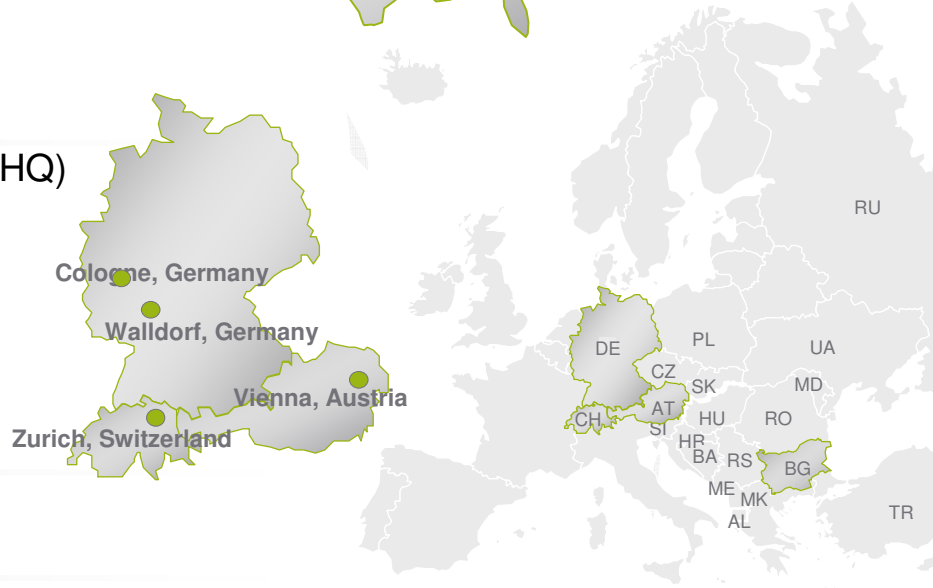 HQ)
Cologne, Germany
Walldorf, Germany
Vienna, Austria
Zurich, Switzerland
RU
DE
PL
UA
CZ
SK
MD
CH
AT
HU
RO
SI
HR
BA
RS
BG
ME
MK
AL
TR